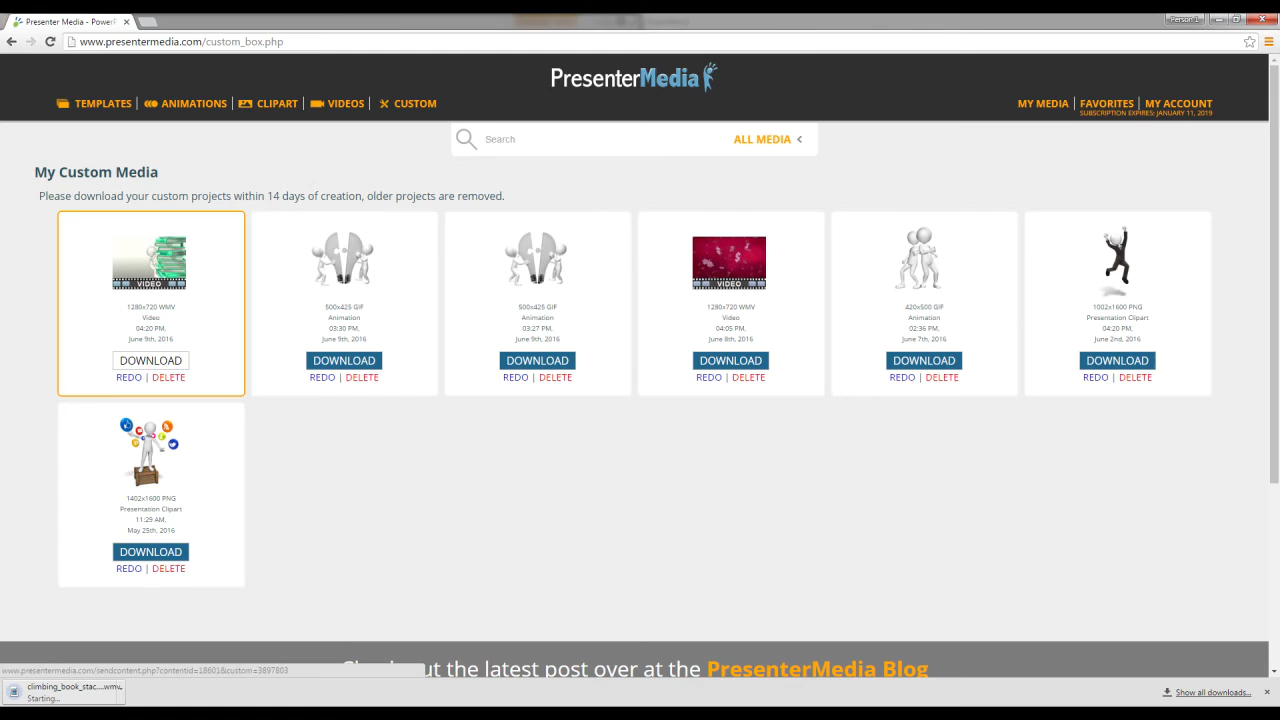 Presenter Media - PowerP
Person 1
www.presentermedia.com/custom_box.php
PresenterMedia
TEMPLATES
ANIMATIONS
CLIPART
VIDEOS
CUSTOM
MY MEDIA
FAVORITES
MY ACCOUNT
SUBSCRIPTION EXPIRES: JANUARY 11, 2019
Search
ALL MEDIA
My Custom Media
Please download your custom projects within 14 days of creation, older projects are removed.
VIDEO
1280x720 WMV
Video
04:20 PM,
June 9th, 2016
DOWNLOAD
REDO | DELETE
500x425 GIF
Animation
03:30 PM,
June 9th, 2016
DOWNLOAD
REDO | DELETE
500x425 GIF
Animation
03:27 PM,
June 9th, 2016
DOWNLOAD
REDO | DELETE
VIDEO
1280x720 WMV
Video
04:05 PM,
June 8th, 2016
DOWNLOAD
REDO | DELETE
420x500 GIF
Animation
02:36 PM,
June 7th, 2016
DOWNLOAD
REDO | DELETE
1002x1600 PNG
Presentation Clipart
04:20 PM,
June 2nd, 2016
DOWNLOAD
REDO | DELETE
1402x1600 PNG
Presentation Clipart
11:29 AM,
May 25th, 2016
DOWNLOAD
REDO | DELETE
out the latest post over at the PresenterMedia Blog
www.presentermedia.com/sendcontent.php?contentid=18601&custom=3897803
climbing_book_stac....wmv
Starting...
Show all downloads...